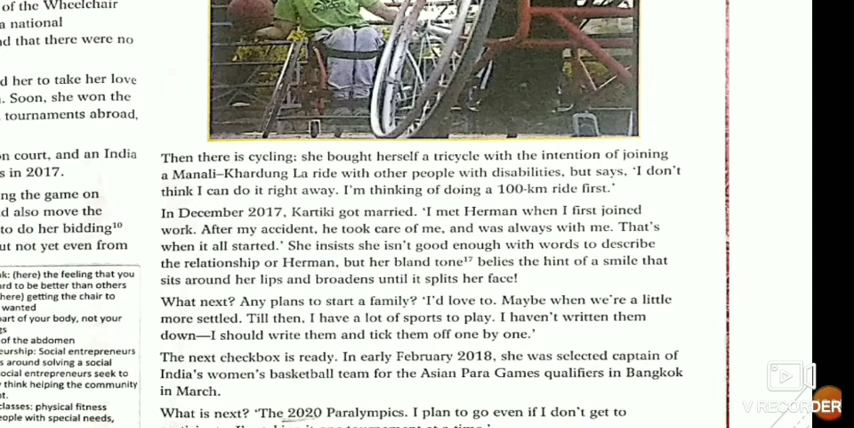 of the Wheelchair
a national
nd that there were no
d her to take her love
. Soon, she won the
tournaments abroad,
on court, and an India
s in 2017.
ng the game on
d also move the
to do her bidding¹⁰
ut not yet even from
k: (here) the feeling that you
rd to be better than others
here) getting the chair to
wanted
part of your body, not your
gs
of the abdomen
eurship: Social entrepreneurs
s around solving a social
ocial entrepreneurs seek to
think helping the community
t.
classes: physical fitness
eople with special needs,
Then there is cycling; she bought herself a tricycle with the intention of joining
a Manali–Khardung La ride with other people with disabilities, but says, ‘I don’t
think I can do it right away. I’m thinking of doing a 100-km ride first.’
In December 2017, Kartiki got married. ‘I met Herman when I first joined
work. After my accident, he took care of me, and was always with me. That’s
when it all started.’ She insists she isn’t good enough with words to describe
the relationship or Herman, but her bland tone¹⁷ belies the hint of a smile that
sits around her lips and broadens until it splits her face!
What next? Any plans to start a family? ‘I’d love to. Maybe when we’re a little
more settled. Till then, I have a lot of sports to play. I haven’t written them
down—I should write them and tick them off one by one.’
The next checkbox is ready. In early February 2018, she was selected captain of
India’s women’s basketball team for the Asian Para Games qualifiers in Bangkok
in March.
What is next? ‘The 2020 Paralympics. I plan to go even if I don’t get to
V RECORDER